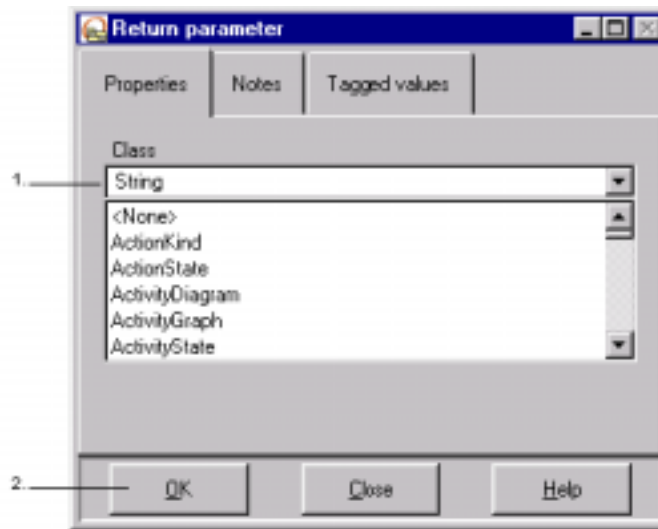 Return parameter
Properties Notes Tagged values
Class
1. String
<None>
ActionKind
ActionState
ActivityDiagram
ActivityGraph
ActivityState
2. OK Close Help